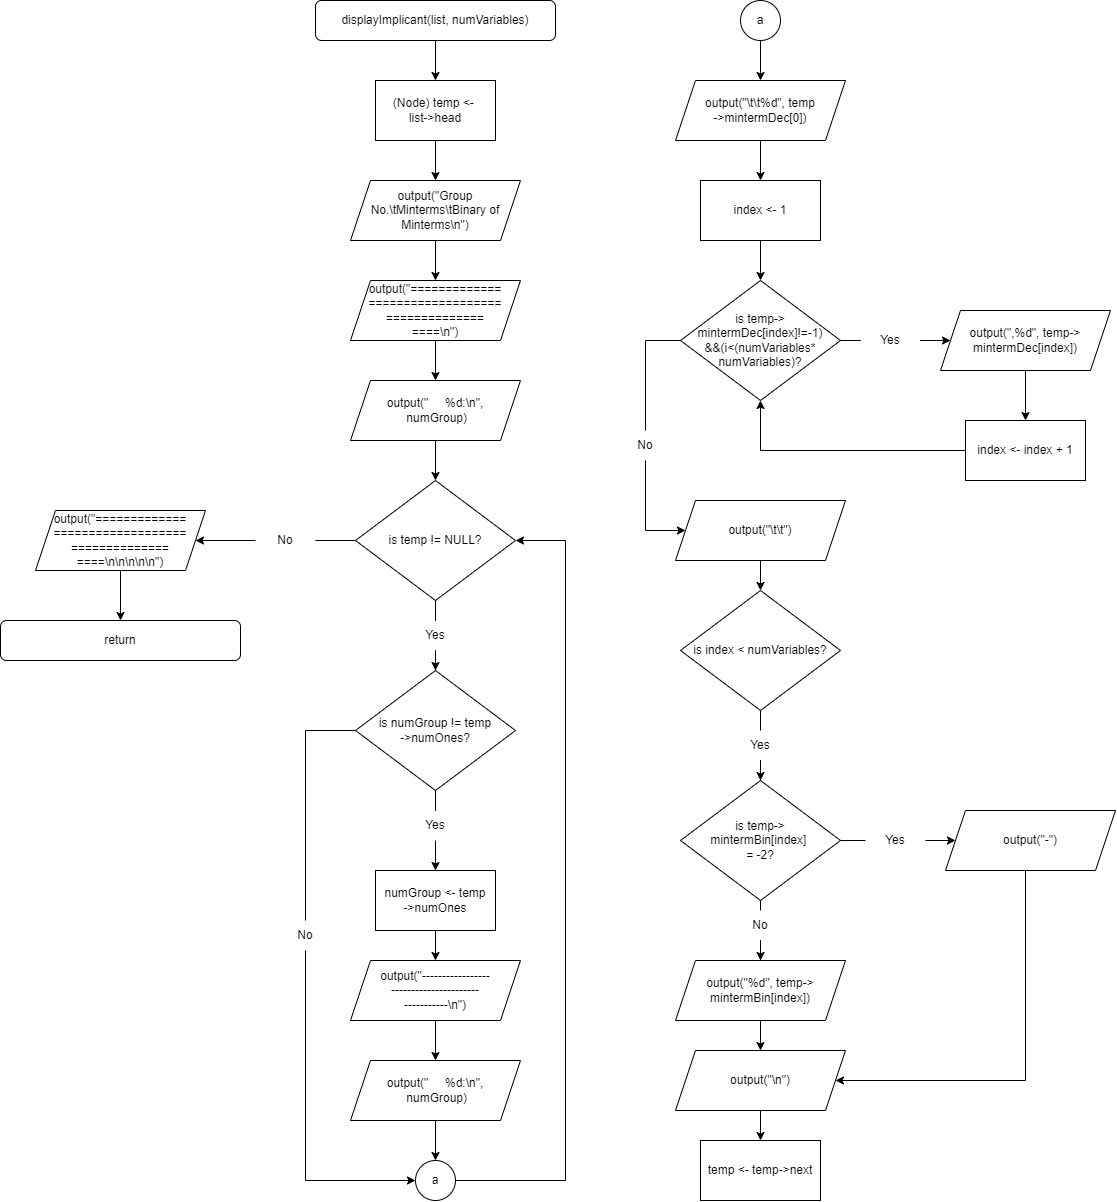 displayImplicant(list, numVariables)
(Node) temp <-
list->head
output("Group
No.\tMinterms\tBinary of
Minterms\n")
output("=============
===================
==============
====\n")
output("     %d:\n",
numGroup)
is temp != NULL?
No
output("=============
===================
==============
====\n\n\n\n\n")
return
Yes
is numGroup != temp
->numOnes?
Yes
No
numGroup <- temp
->numOnes
output("-----------------
----------------------
-----------\n")
output("     %d:\n",
numGroup)
a
a
output("\t\t%d", temp
->mintermDec[0])
index <- 1
is temp->
mintermDec[index]!=-1)
&&(i<(numVariables*
numVariables)?
Yes
output(",%d", temp->
mintermDec[index])
index <- index + 1
No
output("\t\t")
is index < numVariables?
Yes
is temp->
mintermBin[index]
= -2?
Yes
output("-")
No
output("%d", temp->
mintermBin[index])
output("\n")
temp <- temp->next